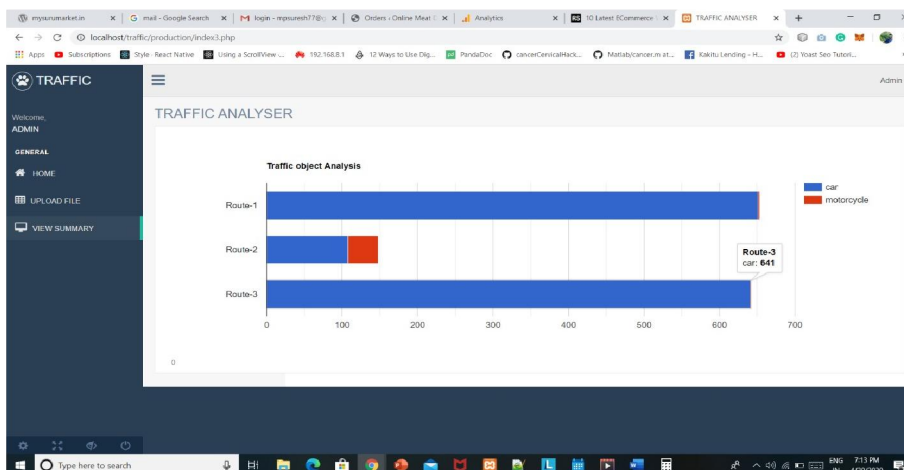 mysurumarket.in
mail - Google Search
login - mpsuresh77@
Orders ‹ Online Meat
Analytics
10 Latest ECommerce
TRAFFIC ANALYSER
localhost/traffic/production/index3.php
Apps
Subscriptions
Style · React Native
Using a ScrollView -...
192.168.8.1
12 Ways to Use Dig...
PandaDoc
cancerCervicalHack...
Matlab/cancer.m at...
Kakitu Lending – H...
(2) Yoast Seo Tutori...
TRAFFIC
Admin
Welcome,
ADMIN
GENERAL
HOME
UPLOAD FILE
VIEW SUMMARY
TRAFFIC ANALYSER
Traffic object Analysis
car
motorcycle
Route-1
Route-2
Route-3
Route-3
car: 641
0 100 200 300 400 500 600 700
0
Type here to search
ENG
IN
7:13 PM